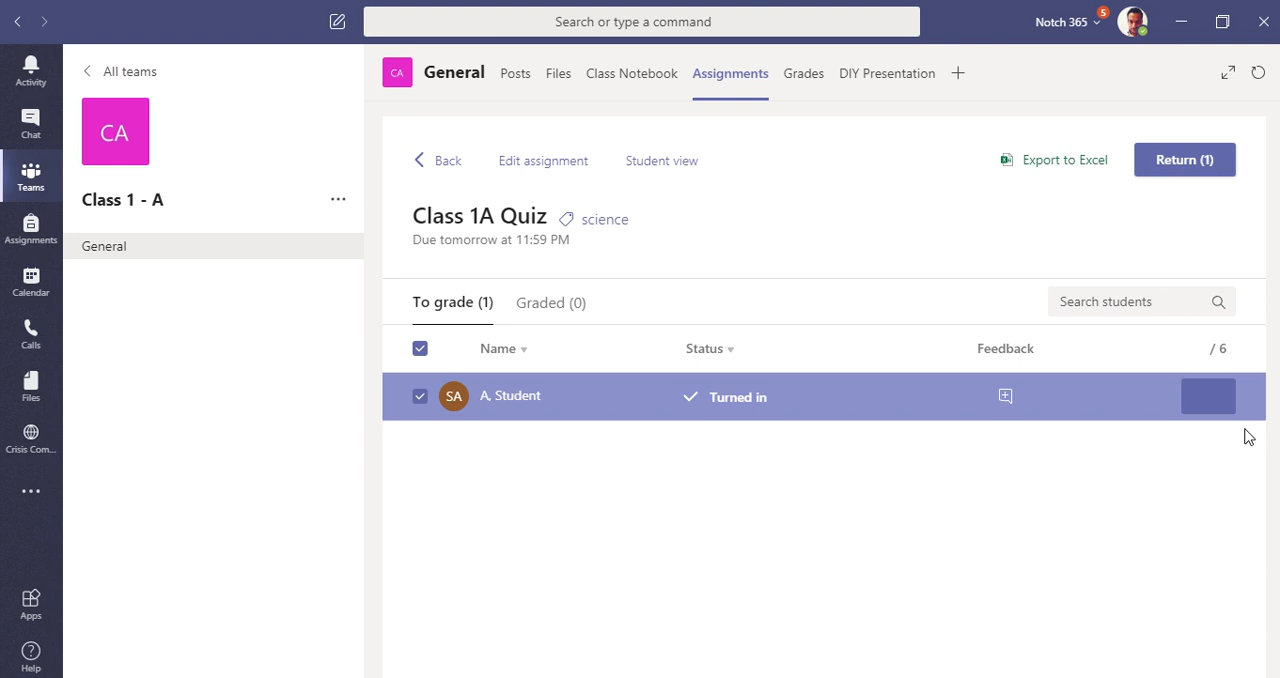 Search or type a command
Notch 365
5
Activity
Chat
Teams
Assignments
Calendar
Calls
Files
Crisis Com...
Apps
Help
All teams
CA
Class 1 - A
General
CA
General Posts Files Class Notebook Assignments Grades DIY Presentation
Back Edit assignment Student view Export to Excel Return (1)
Class 1A Quiz science
Due tomorrow at 11:59 PM
To grade (1) Graded (0) Search students
Name Status Feedback / 6
SA A, Student Turned in